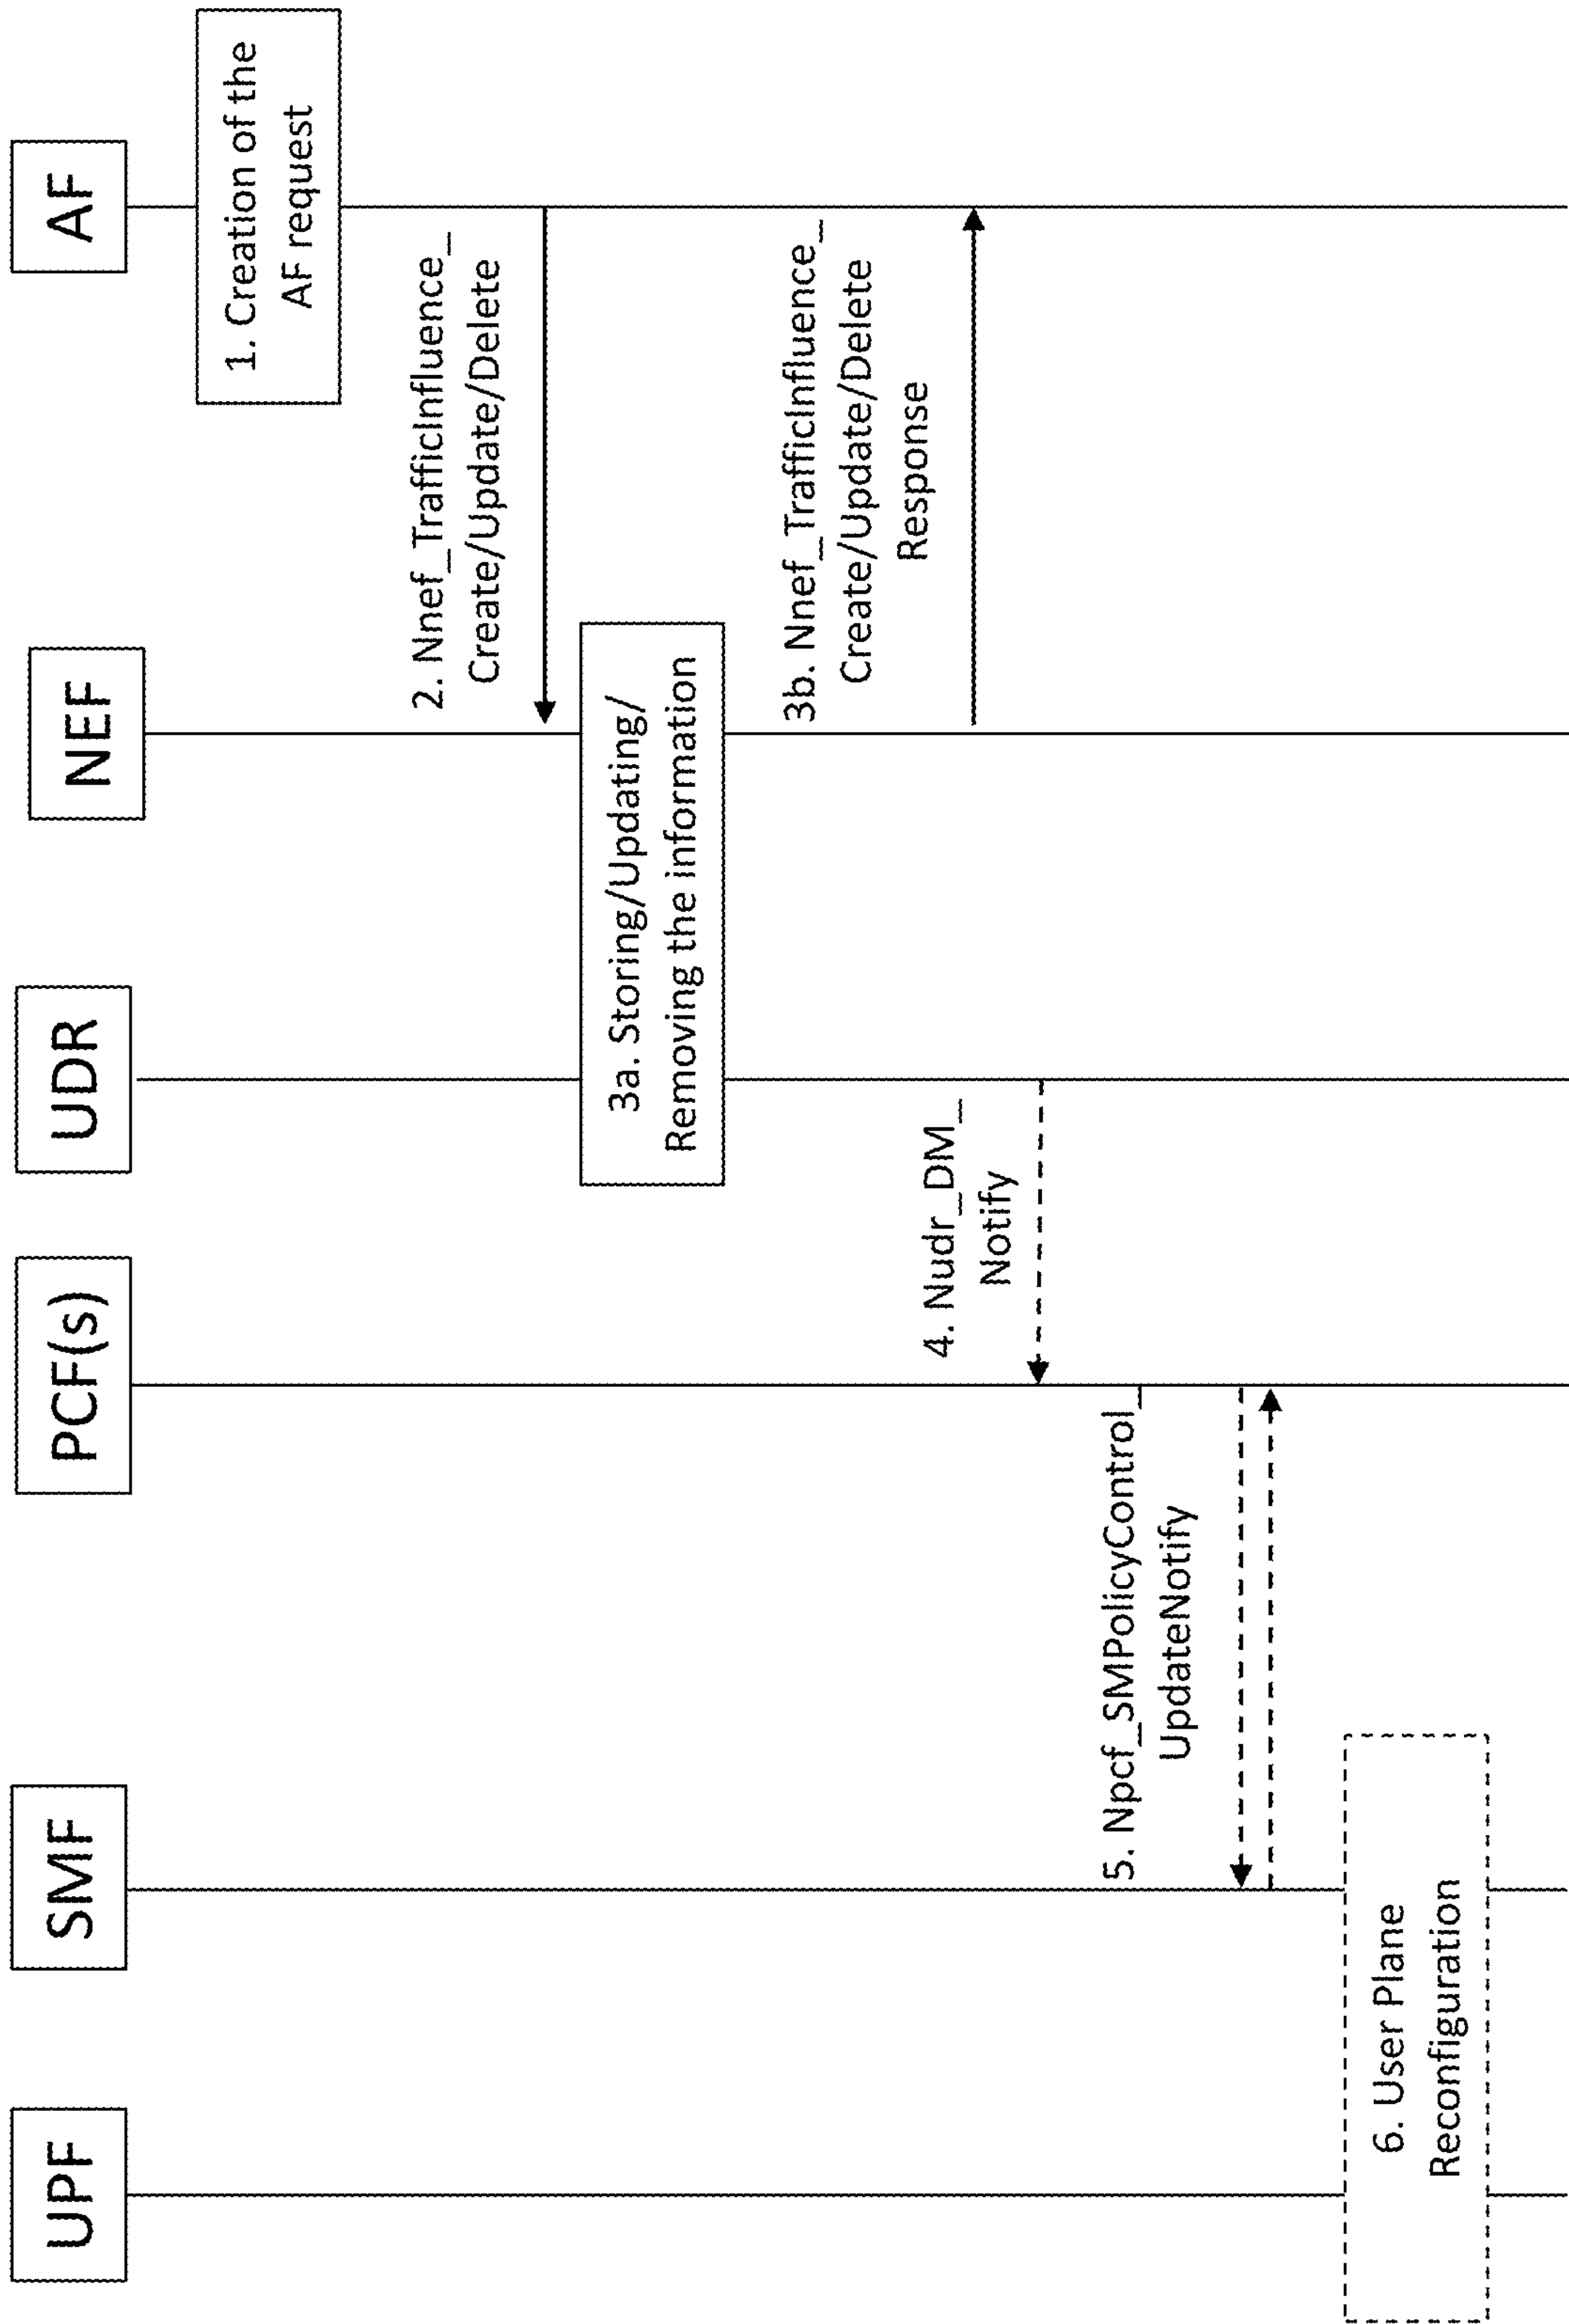 UPF
SMF
PCF(s)
UDR
NEF
AF
1. Creation of the
AF request
2. Nnef_TrafficInfluence_
Create/Update/Delete
3a. Storing/Updating/
Removing the information
3b. Nnef_TrafficInfluence_
Create/Update/Delete
Response
4. Nudr_DM_
Notify
5. Npcf_SMPolicyControl_
UpdateNotify
6. User Plane
Reconfiguration